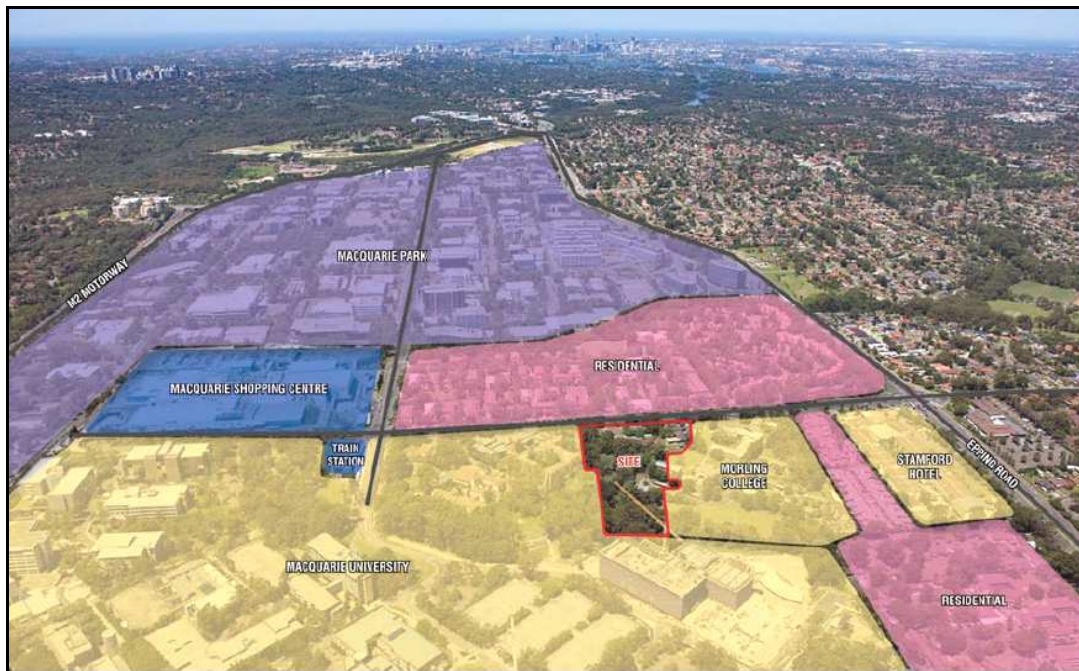 M2 MOTORWAY
MACQUARIE PARK
RESIDENTIAL
MACQUARIE SHOPPING CENTRE
TRAIN
STATION
SITE
MORLING
COLLEGE
STAMFORD
HOTEL
EPPING ROAD
MACQUARIE UNIVERSITY
RESIDENTIAL